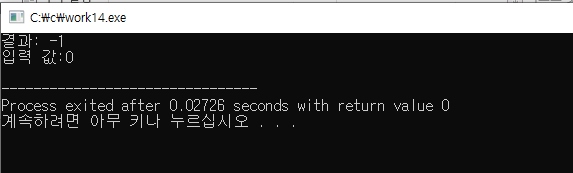 C:₩c₩work14.exe
결과: -1
입력 값:0
--------------------------------
Process exited after 0.02726 seconds with return value 0
계속하려면 아무 키나 누르십시오 . . .